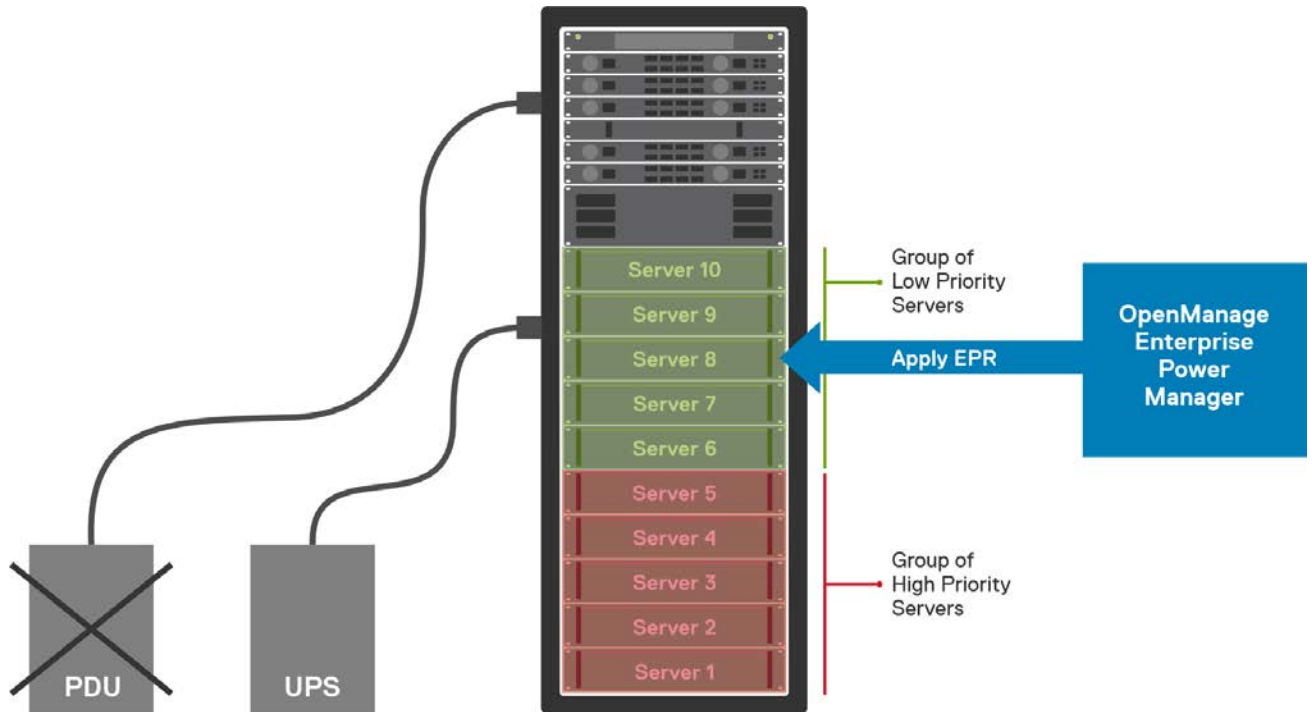 Server 10
Server 9
Server 8
Server 7
Server 6
Server 5
Server 4
Server 3
Server 2
Server 1
Group of
Low Priority
Servers
Apply EPR
OpenManage
Enterprise
Power
Manager
Group of
High Priority
Servers
PDU
UPS